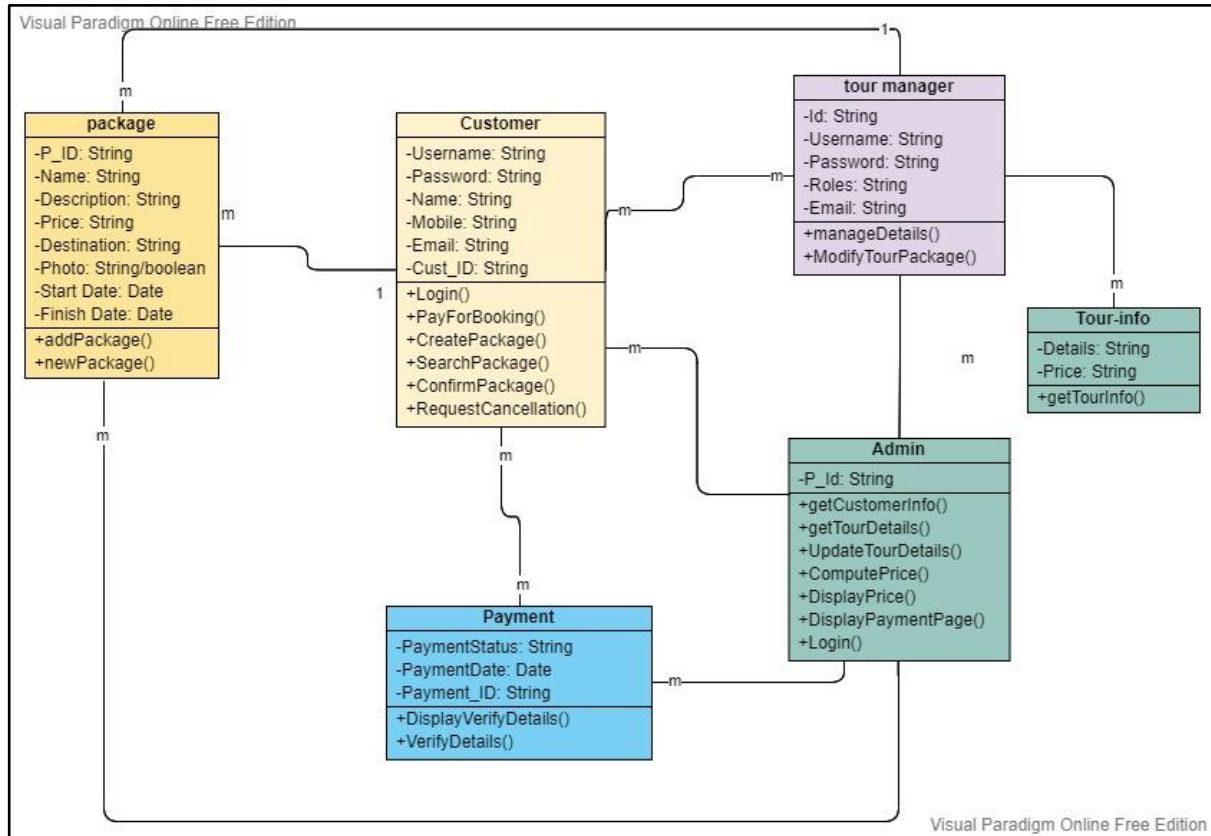 Visual Paradigm Online Free Edition
1
m
package
-P_ID: String
-Name: String
-Description: String
-Price: String
-Destination: String
-Photo: String/boolean
-Start Date: Date
-Finish Date: Date
+addPackage()
+newPackage()
m
1
Customer
-Username: String
-Password: String
-Name: String
-Mobile: String
-Email: String
-Cust_ID: String
+Login()
+PayForBooking()
+CreatePackage()
+SearchPackage()
+ConfirmPackage()
+RequestCancellation()
m
m
tour manager
-Id: String
-Username: String
-Password: String
-Roles: String
-Email: String
+manageDetails()
+ModifyTourPackage()
m
Tour-info
-Details: String
-Price: String
+getTourInfo()
m
m
m
m
Admin
-P_Id: String
+getCustomerInfo()
+getTourDetails()
+UpdateTourDetails()
+ComputePrice()
+DisplayPrice()
+DisplayPaymentPage()
+Login()
m
Payment
-PaymentStatus: String
-PaymentDate: Date
-Payment_ID: String
+DisplayVerifyDetails()
+VerifyDetails()
m
Visual Paradigm Online Free Edition